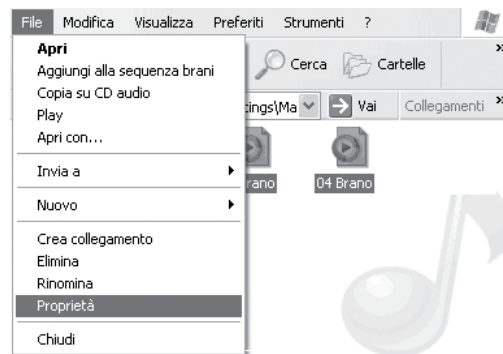 File Modifica Visualizza Preferiti Strumenti ?
Apri
Aggiungi alla sequenza brani
Copia su CD audio
Play
Apri con...
Invia a
Nuovo
Crea collegamento
Elimina
Rinomina
Proprietà
Chiudi
Cerca Cartelle »
tings\Ma Vai Collegamenti »
rano 04 Brano